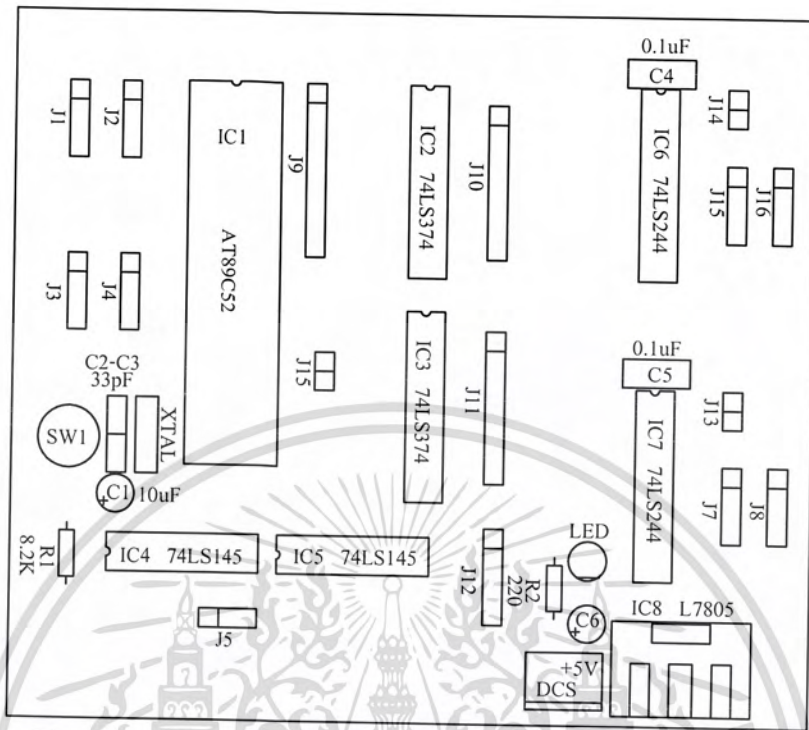 0.1uF
C4
J1
J2
IC1
AT89C52
J9
IC2 74LS374
J10
IC6 74LS244
J14
J15
J16
J3
J4
C2-C3
33pF
XTAL
SW1
C1
+
10uF
J15
IC3 74LS374
J11
0.1uF
C5
IC7 74LS244
J13
J7
J8
R1
8.2K
IC4 74LS145
IC5 74LS145
J5
J12
R2
220
LED
C6
+
IC8 L7805
+5V
DCS